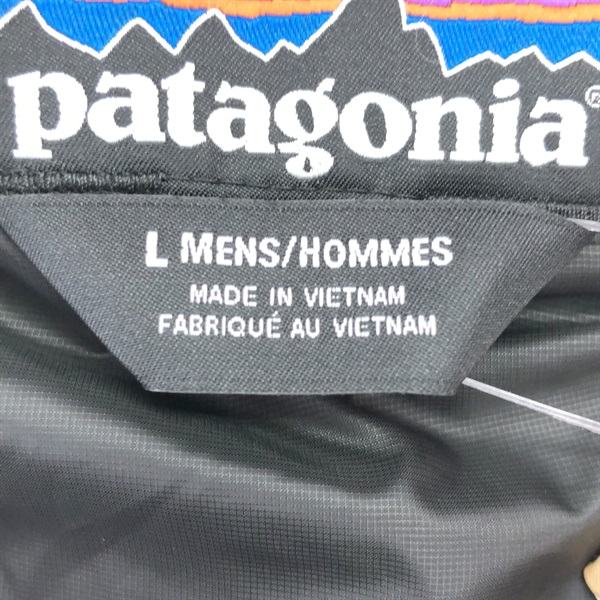 patagonia®
L MENS/HOMMES
MADE IN VIETNAM
FABRIQUÉ AU VIETNAM